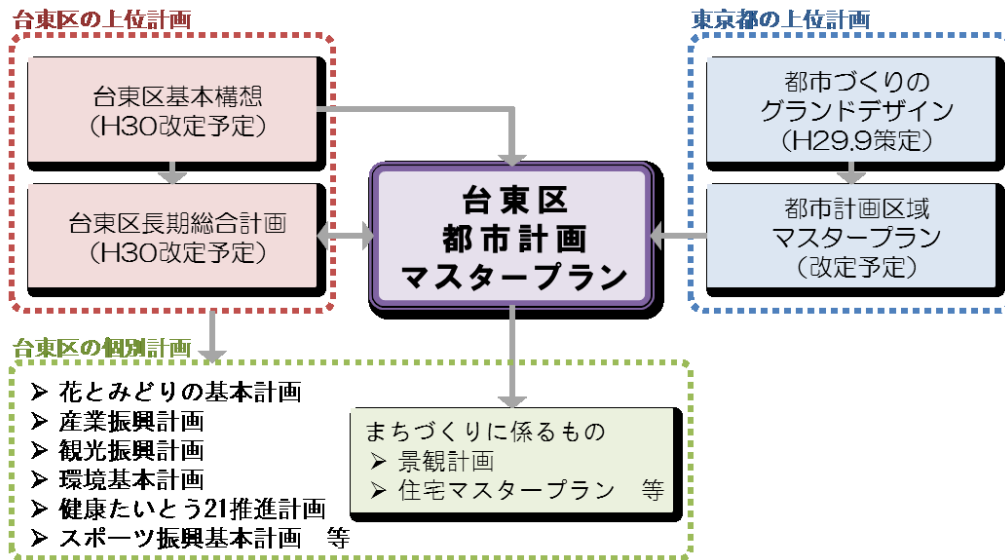 台東区の上位計画
台東区基本構想
(H30改定予定)
台東区長期総合計画
(H30改定予定)
東京都の上位計画
都市づくりの
グランドデザイン
(H29.9策定)
都市計画区域
マスタープラン
(改定予定)
台東区
都市計画
マスタープラン
台東区の個別計画
➢ 花とみどりの基本計画
➢ 産業振興計画
➢ 観光振興計画
➢ 環境基本計画
➢ 健康たいとう21推進計画
➢ スポーツ振興基本計画　等
まちづくりに係るもの
➢ 景観計画
➢ 住宅マスタープラン　等